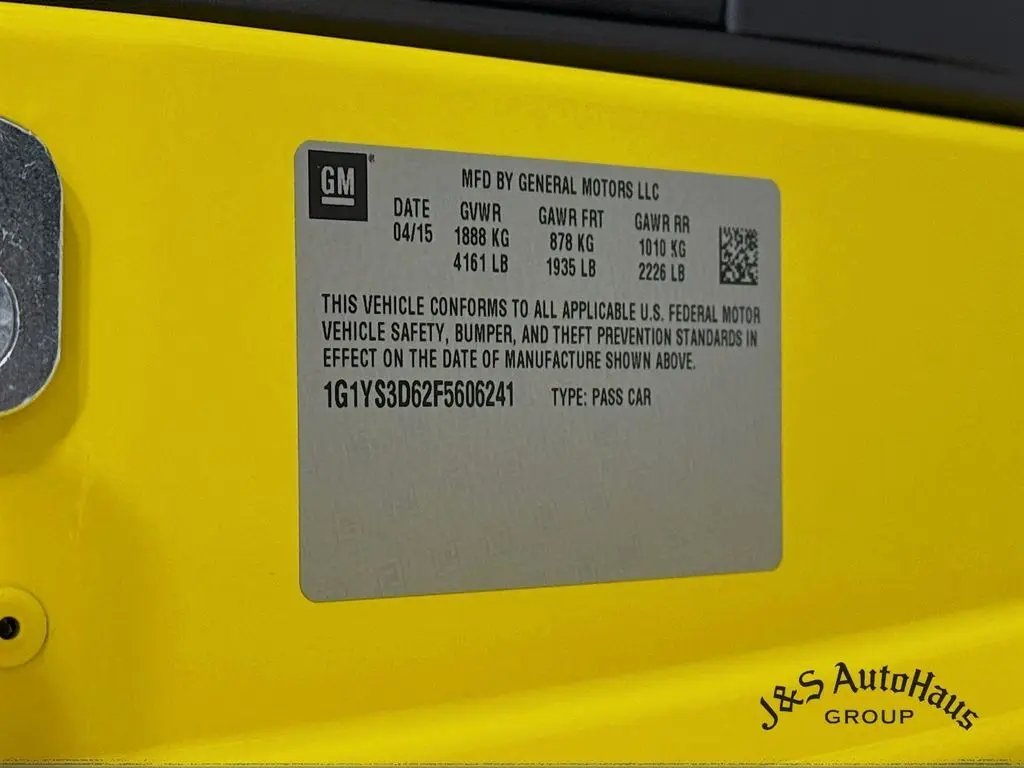 GM
MFD BY GENERAL MOTORS LLC
DATE GVWR GAWR FRT GAWR RR
04/15 1888 KG 878 KG 1010 KG
4161 LB 1935 LB 2226 LB
THIS VEHICLE CONFORMS TO ALL APPLICABLE U.S. FEDERAL MOTOR
VEHICLE SAFETY, BUMPER, AND THEFT PREVENTION STANDARDS IN
EFFECT ON THE DATE OF MANUFACTURE SHOWN ABOVE.
1G1YS3D62F5606241 TYPE: PASS CAR
J&S AutoHaus
GROUP